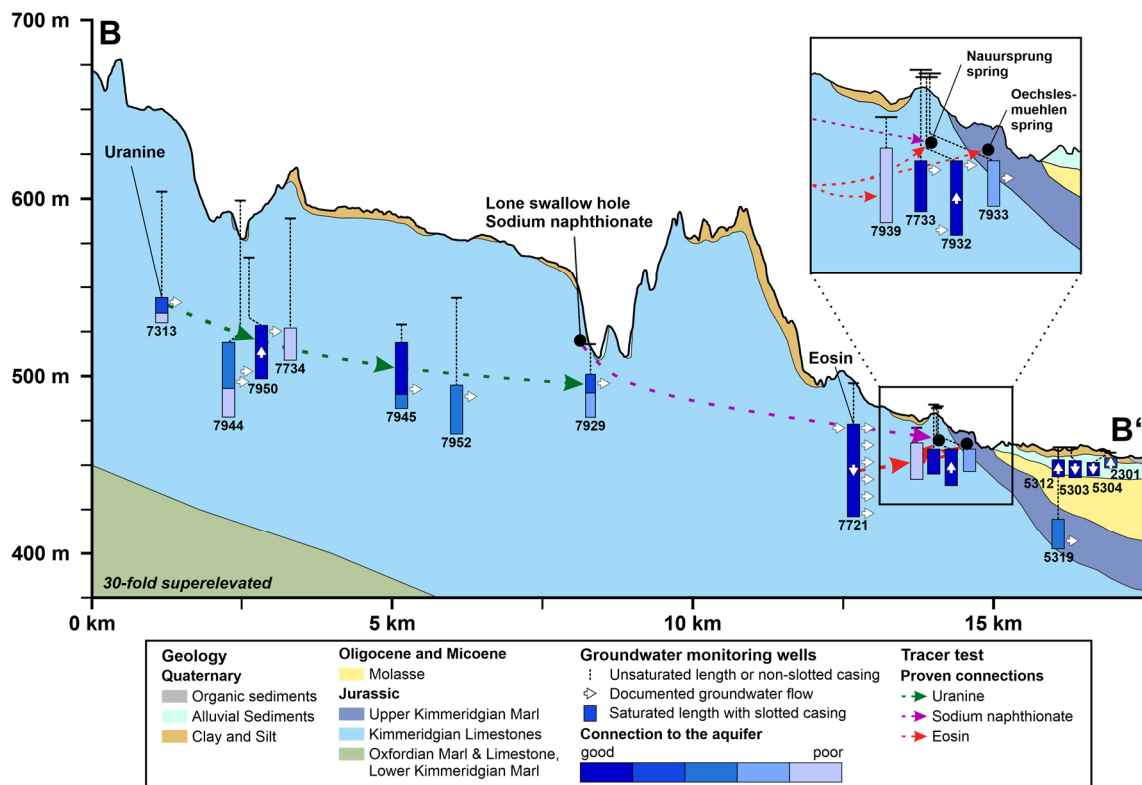 700 m
B
600 m
500 m
400 m
Uranine
Lone swallow hole
Sodium naphthionate
Eosin
B‘
Nauursprung
spring
Oechsles-
muehlen
spring
7939
7733
7932
7933
7313
7944
7950
7734
7945
7952
7929
7721
5312
5303
5304
2301
5319
30-fold superelevated
0 km
5 km
10 km
15 km
Geology
Quaternary
Organic sediments
Alluvial Sediments
Clay and Silt
Oligocene and Micoene
Molasse
Jurassic
Upper Kimmeridgian Marl
Kimmeridgian Limestones
Oxfordian Marl & Limestone,
Lower Kimmeridgian Marl
Groundwater monitoring wells
Unsaturated length or non-slotted casing
Documented groundwater flow
Saturated length with slotted casing
Connection to the aquifer
good poor
Tracer test
Proven connections
Uranine
Sodium naphthionate
Eosin